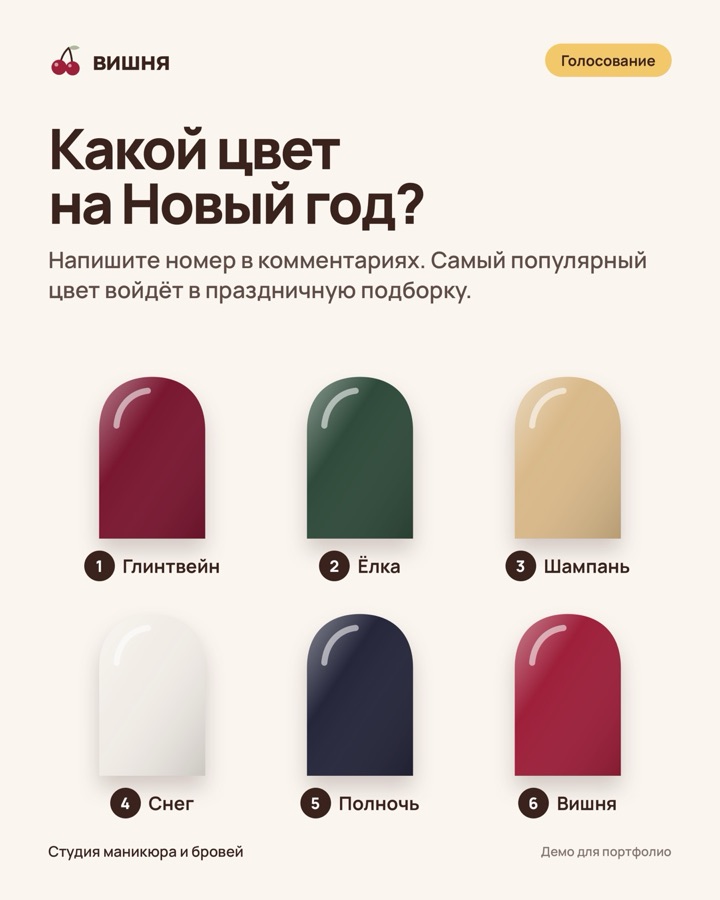 ВИШНЯ
Голосование
Какой цвет
на Новый год?
Напишите номер в комментариях. Самый популярный
цвет войдёт в праздничную подборку.
1 Глинтвейн
2 Ёлка
3 Шампань
4 Снег
5 Полночь
6 Вишня
Студия маникюра и бровей
Демо для портфолио